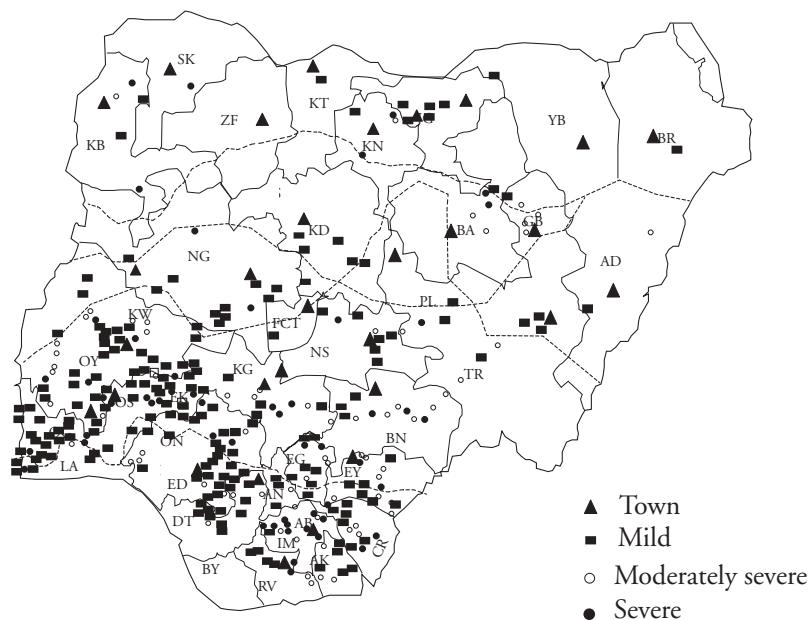 SK
KT
ZF
KB
KN
YB
BR
KD
BA
GB
NG
AD
PL
KW
FCT
OY
NS
KG
TR
EK
OS
BN
ON
LA
EG
EY
ED
AN
DT
AB
IM
CR
AK
BY
RV
Town
Mild
Moderately severe
Severe